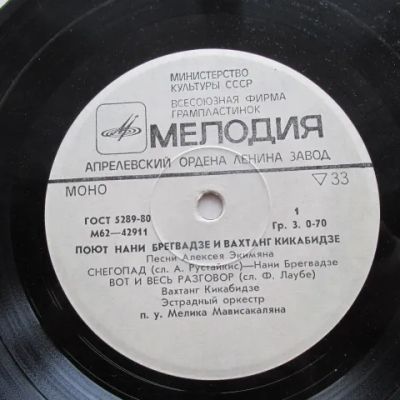 МИНИСТЕРСТВО
КУЛЬТУРЫ СССР
ВСЕСОЮЗНАЯ ФИРМА
ГРАМПЛАСТИНОК
МЕЛОДИЯ
АПРЕЛЕВСКИЙ ОРДЕНА ЛЕНИНА ЗАВОД
МОНО ▽33
ГОСТ 5289-80 1
М62—42911 Гр. 3. 0-70
ПОЮТ НАНИ БРЕГВАДЗЕ И ВАХТАНГ КИКАБИДЗЕ
Песни Алексея Экимяна
СНЕГОПАД (сл. А. Рустайкис)—Нани Брегвадзе
ВОТ И ВЕСЬ РАЗГОВОР (сл. Ф. Лаубе)
Вахтанг Кикабидзе
Эстрадный оркестр
п. у. Мелика Мависакаляна